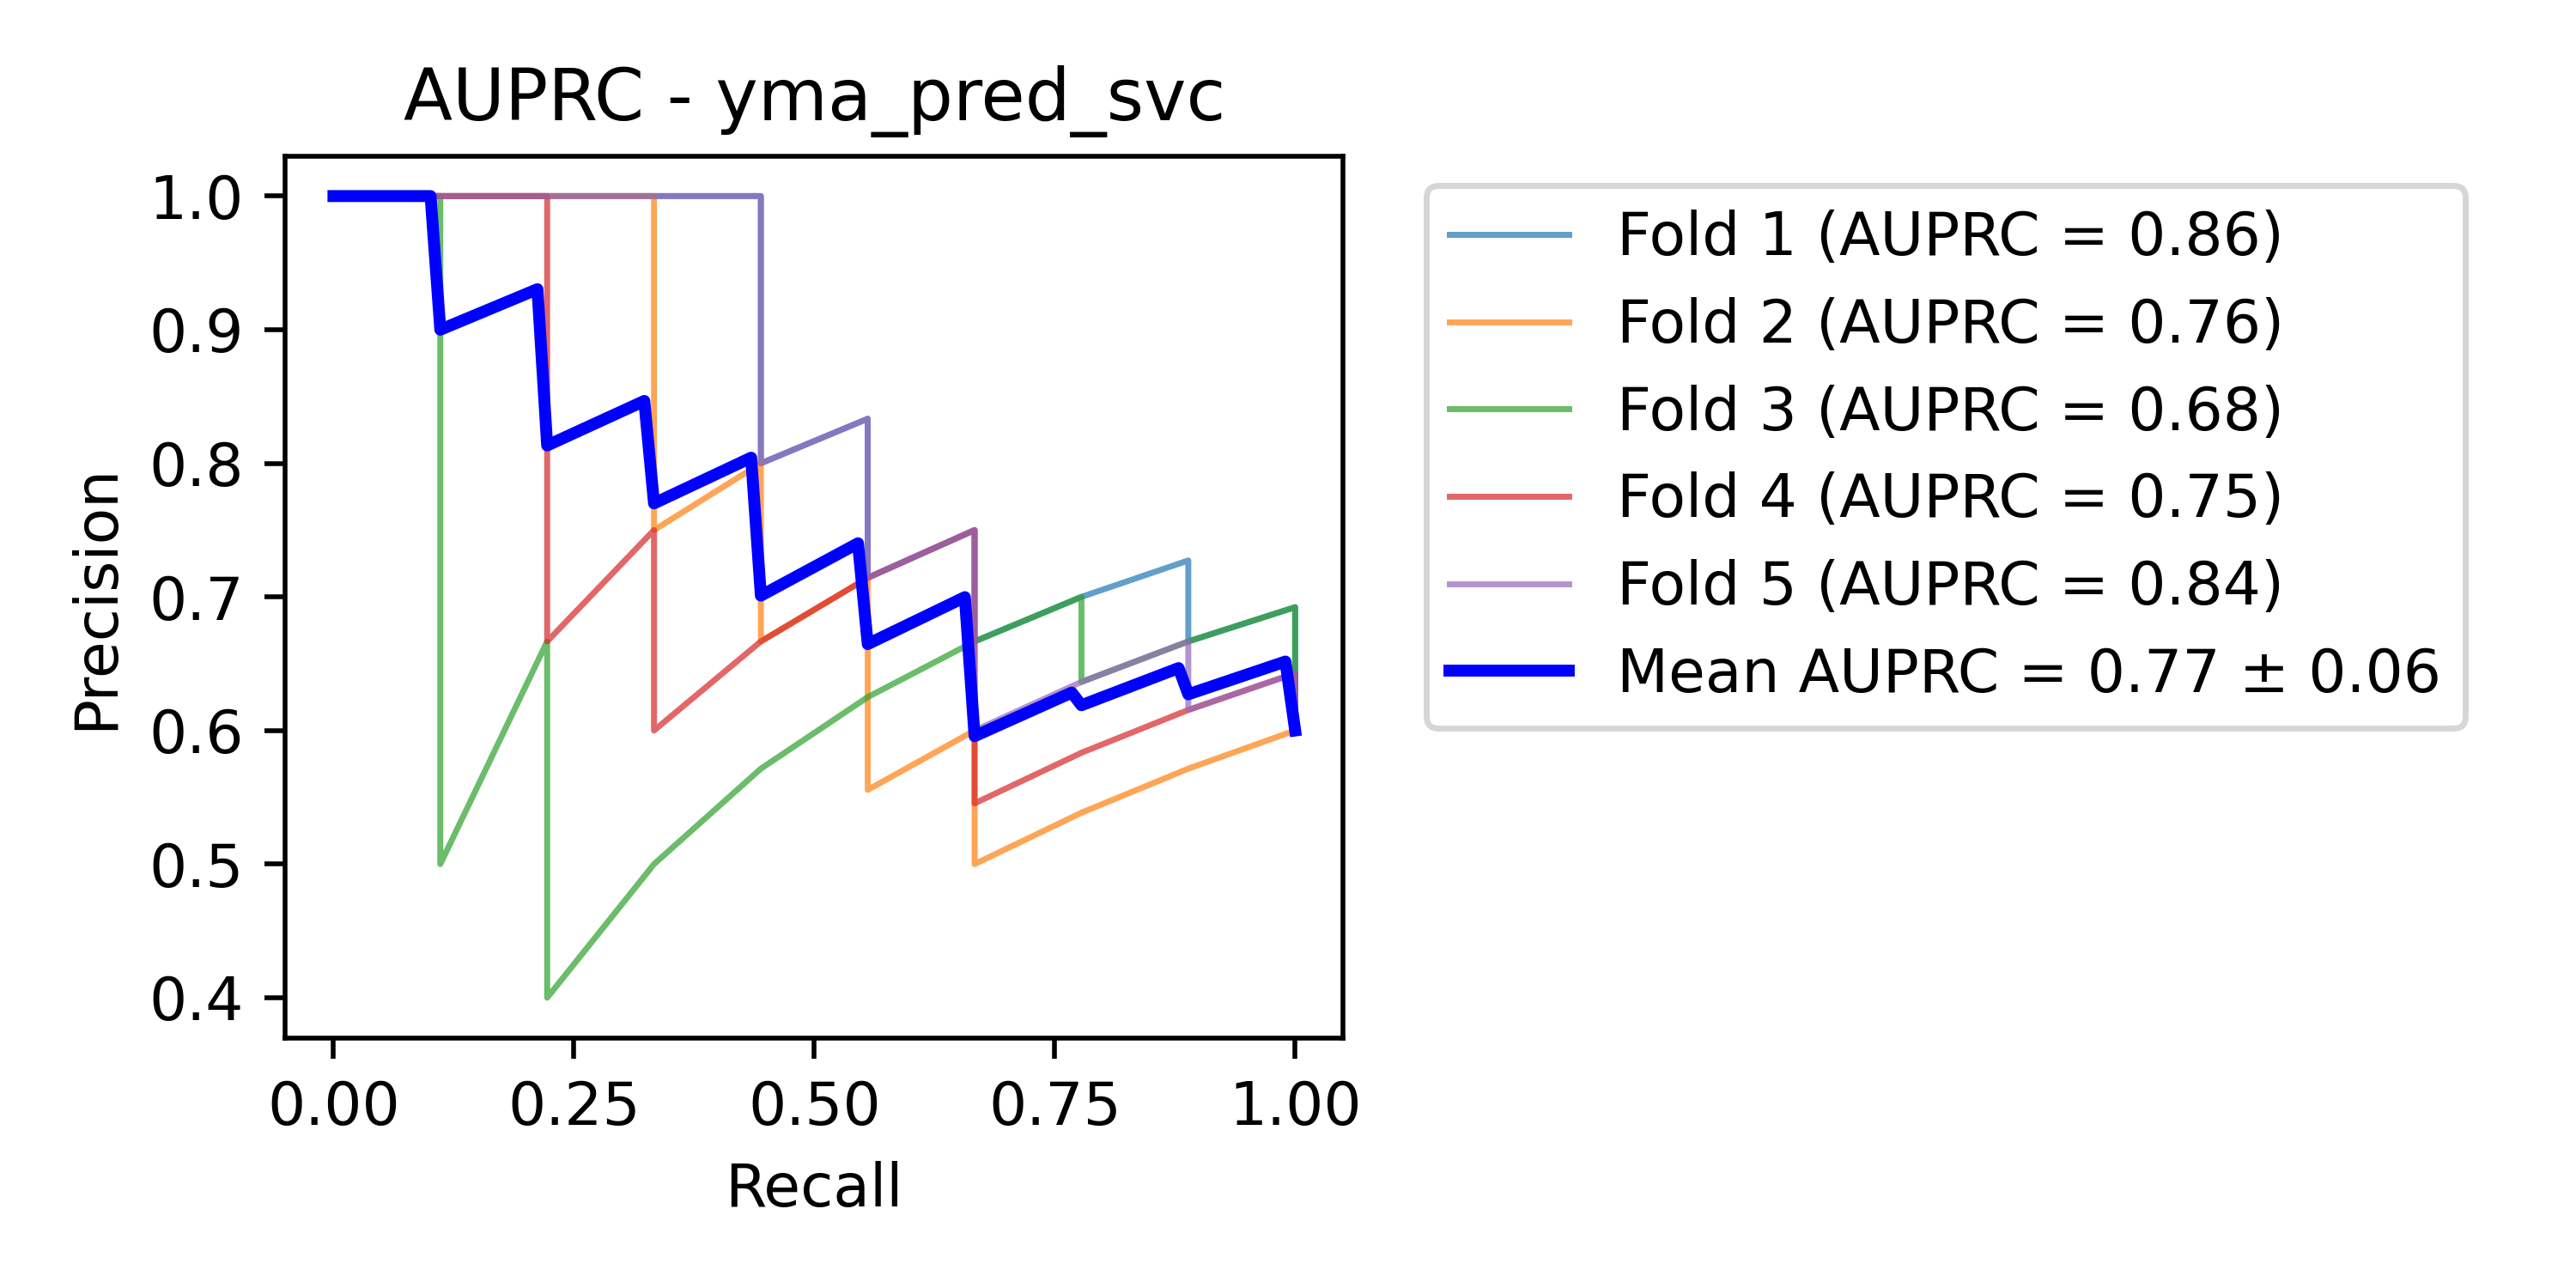 AUPRC - yma_pred_svc
1.0
0.9
0.8
0.7
0.6
0.5
0.4
Precision
0.00 0.25 0.50 0.75 1.00
Recall
Fold 1 (AUPRC = 0.86)
Fold 2 (AUPRC = 0.76)
Fold 3 (AUPRC = 0.68)
Fold 4 (AUPRC = 0.75)
Fold 5 (AUPRC = 0.84)
Mean AUPRC = 0.77 ± 0.06